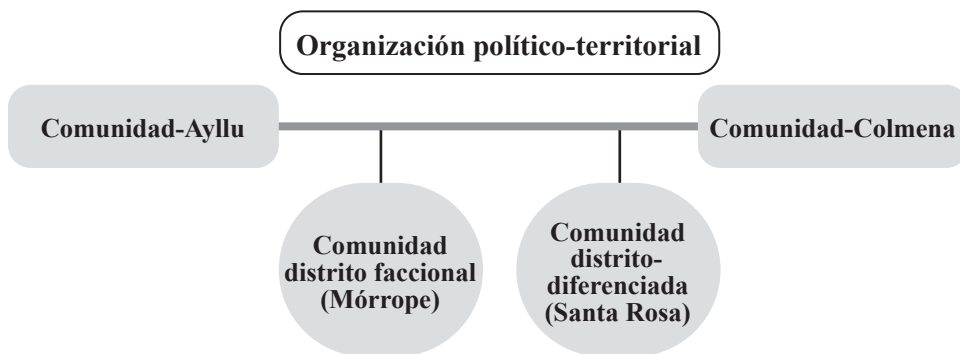 Organización político-territorial
Comunidad-Ayllu
Comunidad-Colmena
Comunidad
distrito faccional
(Mórrope)
Comunidad
distrito-
diferenciada
(Santa Rosa)